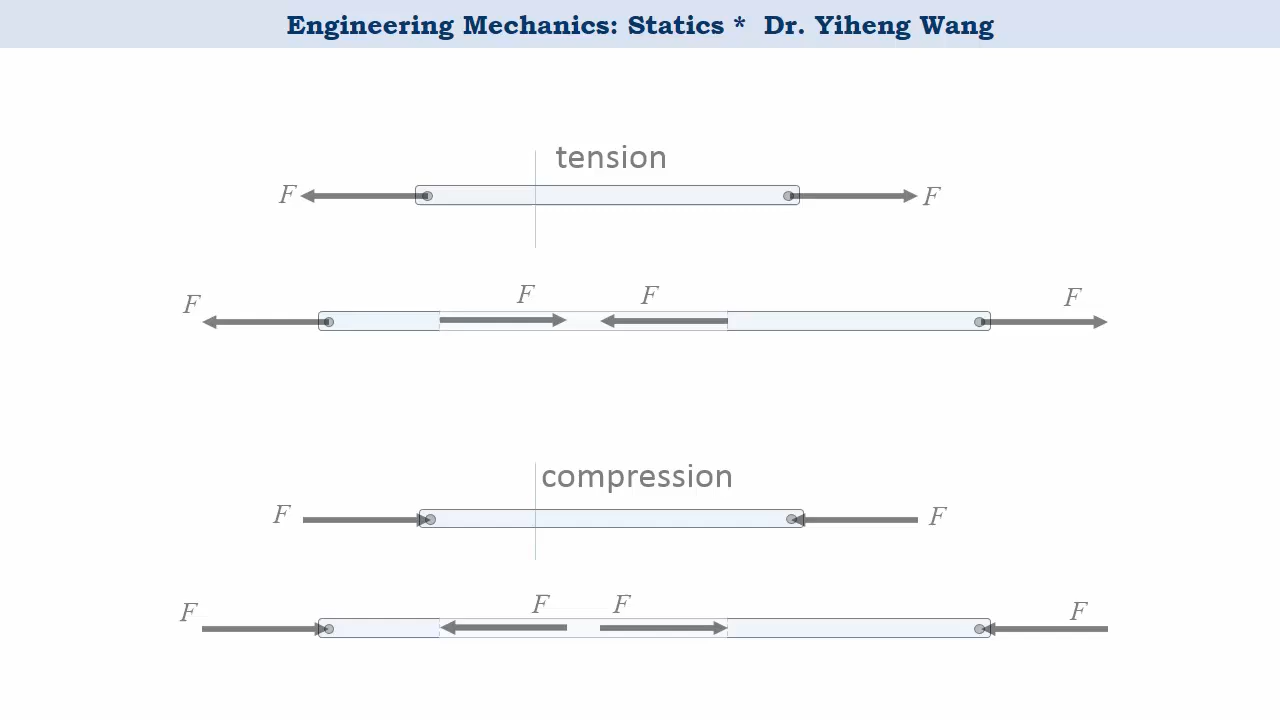 Engineering Mechanics: Statics * Dr. Yiheng Wang
tension
F F
F F F F
compression
F F
F F F F